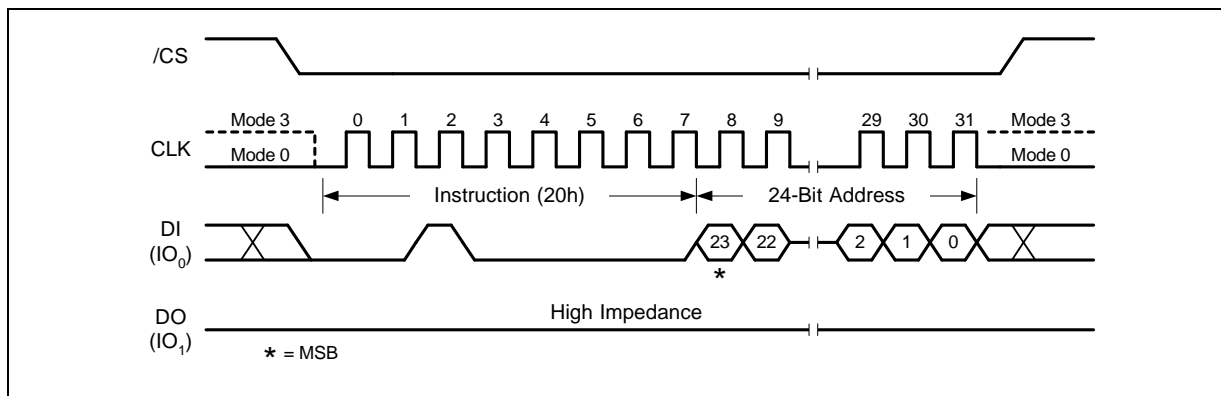 /CS
Mode 3 0 1 2 3 4 5 6 7 8 9 29 30 31 Mode 3
CLK
Mode 0 Mode 0
Instruction (20h) 24-Bit Address
DI
(IO0)
23 22 2 1 0
*
High Impedance
DO
(IO1)
* = MSB